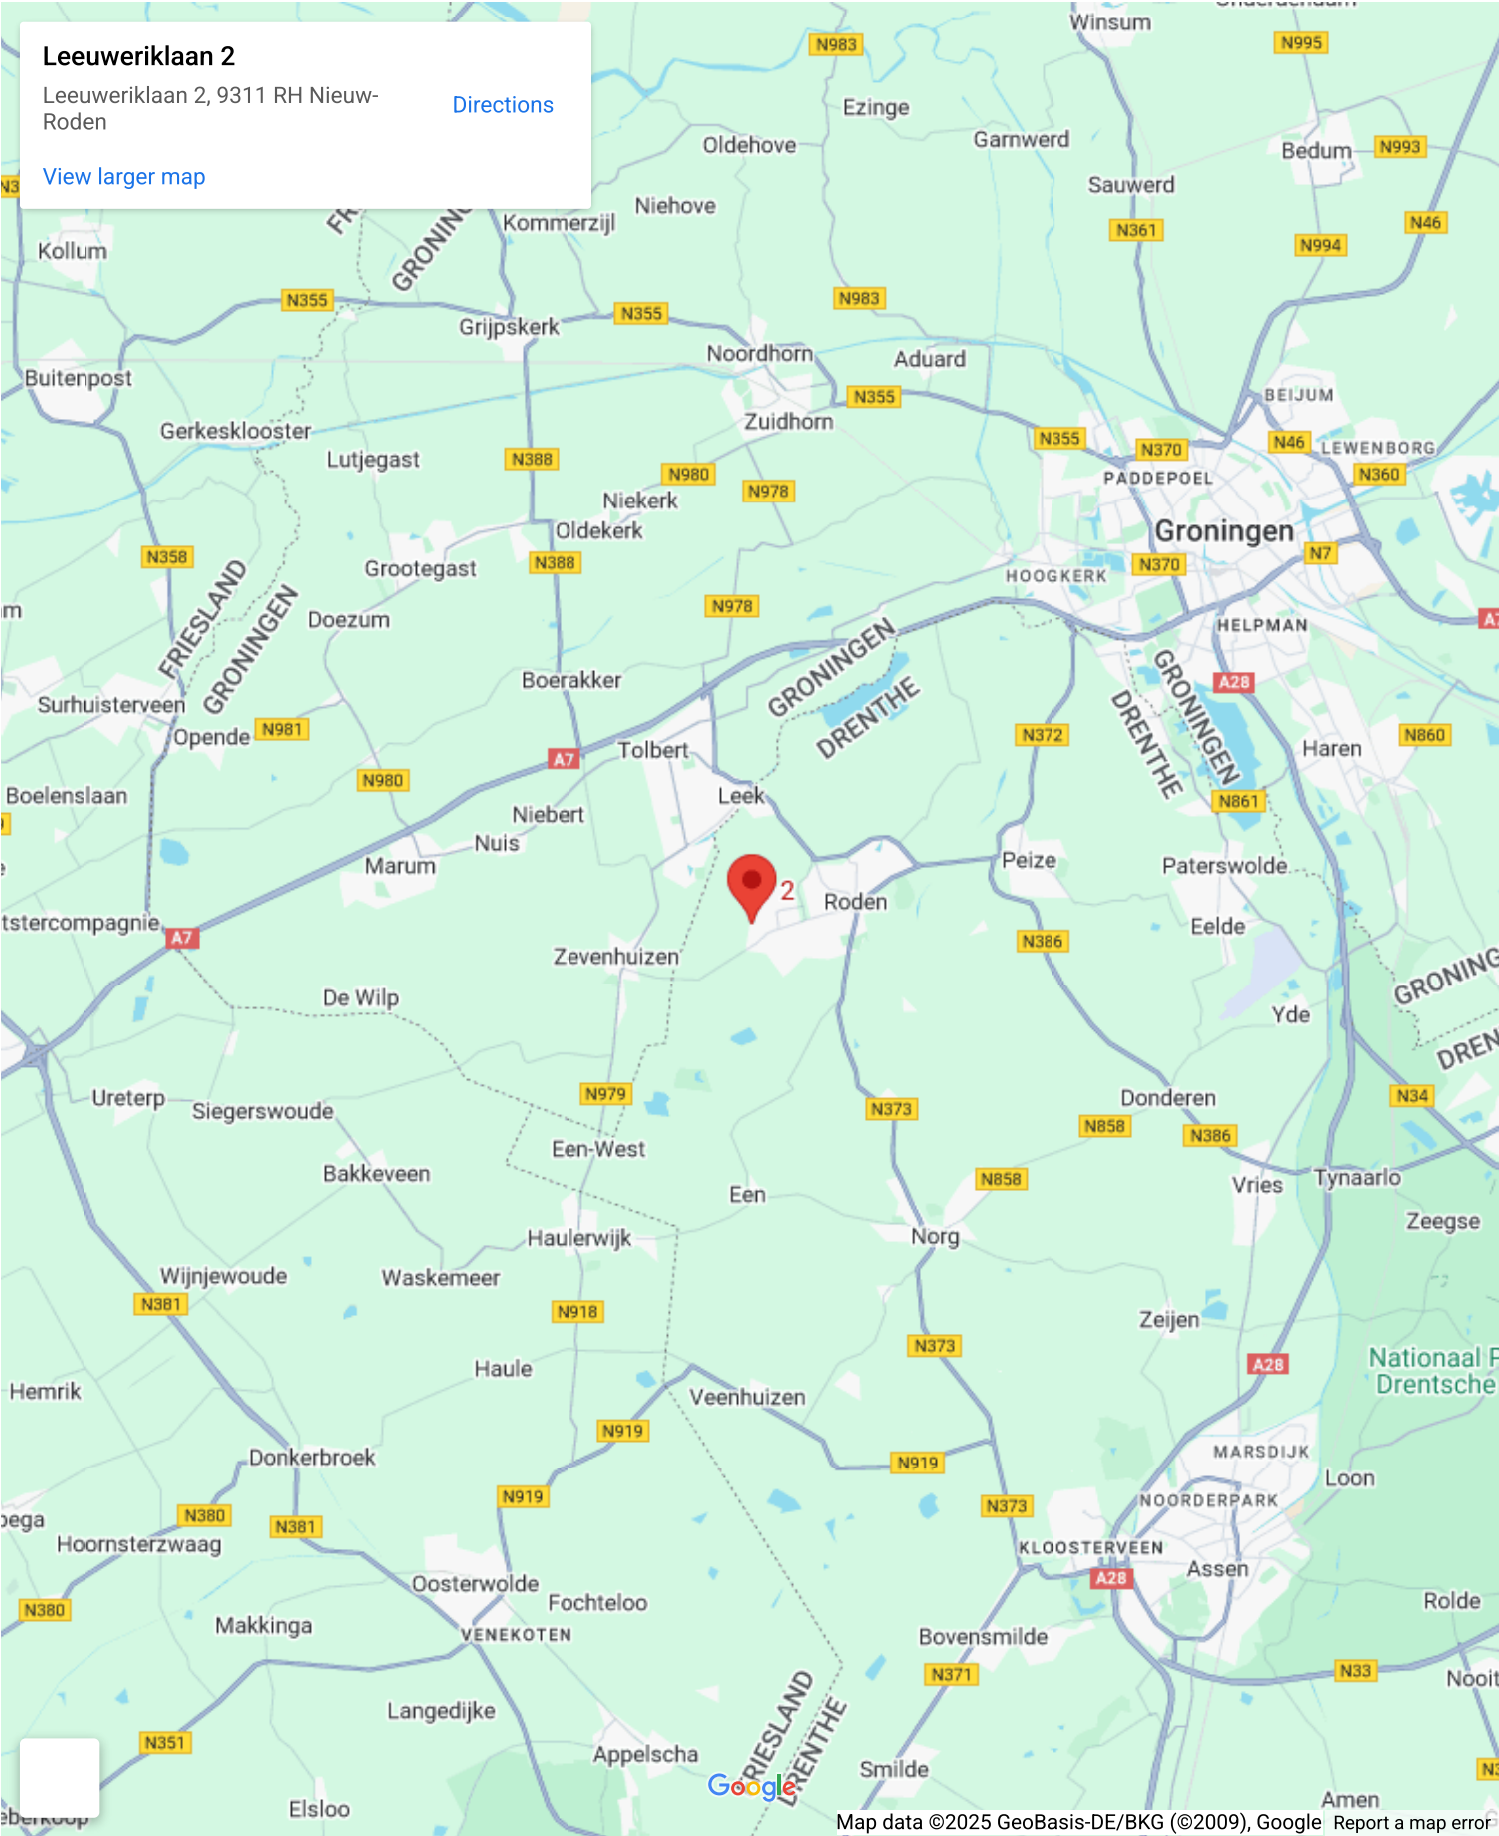 Leeuweriklaan 2
Leeuweriklaan 2, 9311 RH Nieuw-
Roden
Directions
View larger map
Winsum
N983
N995
Ezinge
Oldehove
Garnwerd
Bedum
N993
Sauwerd
Niehove
Kommerzijl
GRONING
N361
N46
N994
Kollum
N355
N983
N355
Grijpskerk
Noordhorn
Aduard
Buitenpost
N355
BEIJUM
Zuidhorn
Gerkesklooster
N355
N370
N46
LEWENBORG
Lutjegast
N388
N980
N978
PADDEPOEL
N360
Niekerk
Oldekerk
Groningen
N358
N388
N370
N7
Grootegast
HOOGKERK
FRIESLAND
GRONINGEN
Doezum
N978
HELPMAN
GRONINGEN
DRENTHE
Boerakker
GRONINGEN
DRENTHE
A28
Surhuisterveen
Opende
N981
N372
N860
Haren
Tolbert
A7
N980
Boelenslaan
Leek
N861
Niebert
Nuis
Marum
Peize
Paterswolde
2
Roden
tstercompagnie
A7
Eelde
N386
Zevenhuizen
GRONING
De Wilp
Yde
DREN
Ureterp
Siegerswoude
N979
N373
Donderen
N34
N858
N386
Een-West
Bakkeveen
N858
Tynaarlo
Vries
Een
Zeegse
Haulerwijk
Norg
Wijnjewoude
Waskemeer
N381
N918
Zeijen
N373
Haule
A28
Nationaal P
Drentsche
Hemrik
Veenhuizen
N919
Donkerbroek
N919
MARSDIJK
Loon
N919
NOORDERPARK
N373
N380
N381
Hoornsterzwaag
KLOOSTERVEEN
Assen
A28
Oosterwolde
Fochteloo
N380
Rolde
Makkinga
VENEKOTEN
Bovensmilde
N371
N33
Nooit
Langedijke
FRIESLAND
DRENTHE
N351
Appelscha
Smilde
Google
Elsloo
Amen
Map data ©2025 GeoBasis-DE/BKG (©2009), Google
Report a map error